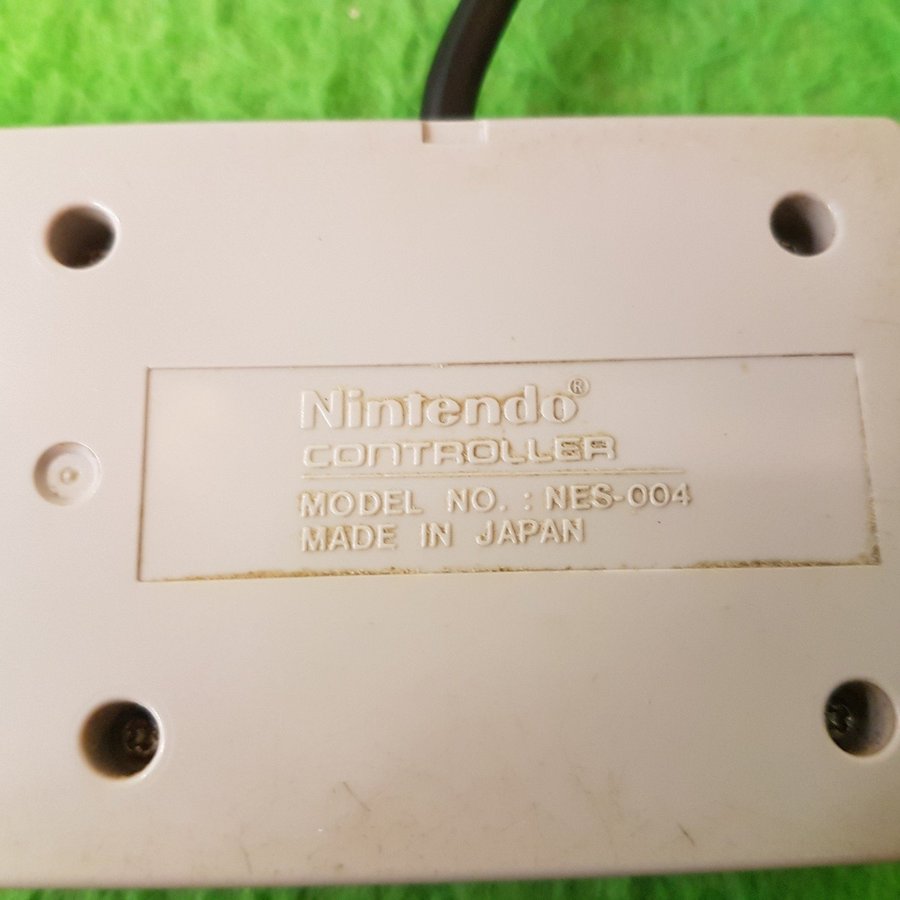 Nintendo®
CONTROLLER
MODEL NO.: NES-004
MADE IN JAPAN